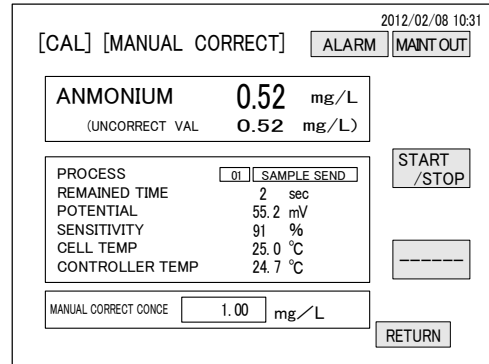 2012/02/08 10:31
[CAL] [MANUAL CORRECT] ALARM MAINT OUT
ANMONIUM 0.52 mg/L
(UNCORRECT VAL 0.52 mg/L)
PROCESS 01 SAMPLE SEND
REMAINED TIME 2 sec
POTENTIAL 55.2 mV
SENSITIVITY 91 %
CELL TEMP 25.0 ℃
CONTROLLER TEMP 24.7 ℃
START
/STOP
------
MANUAL CORRECT CONCE 1.00 mg/L
RETURN